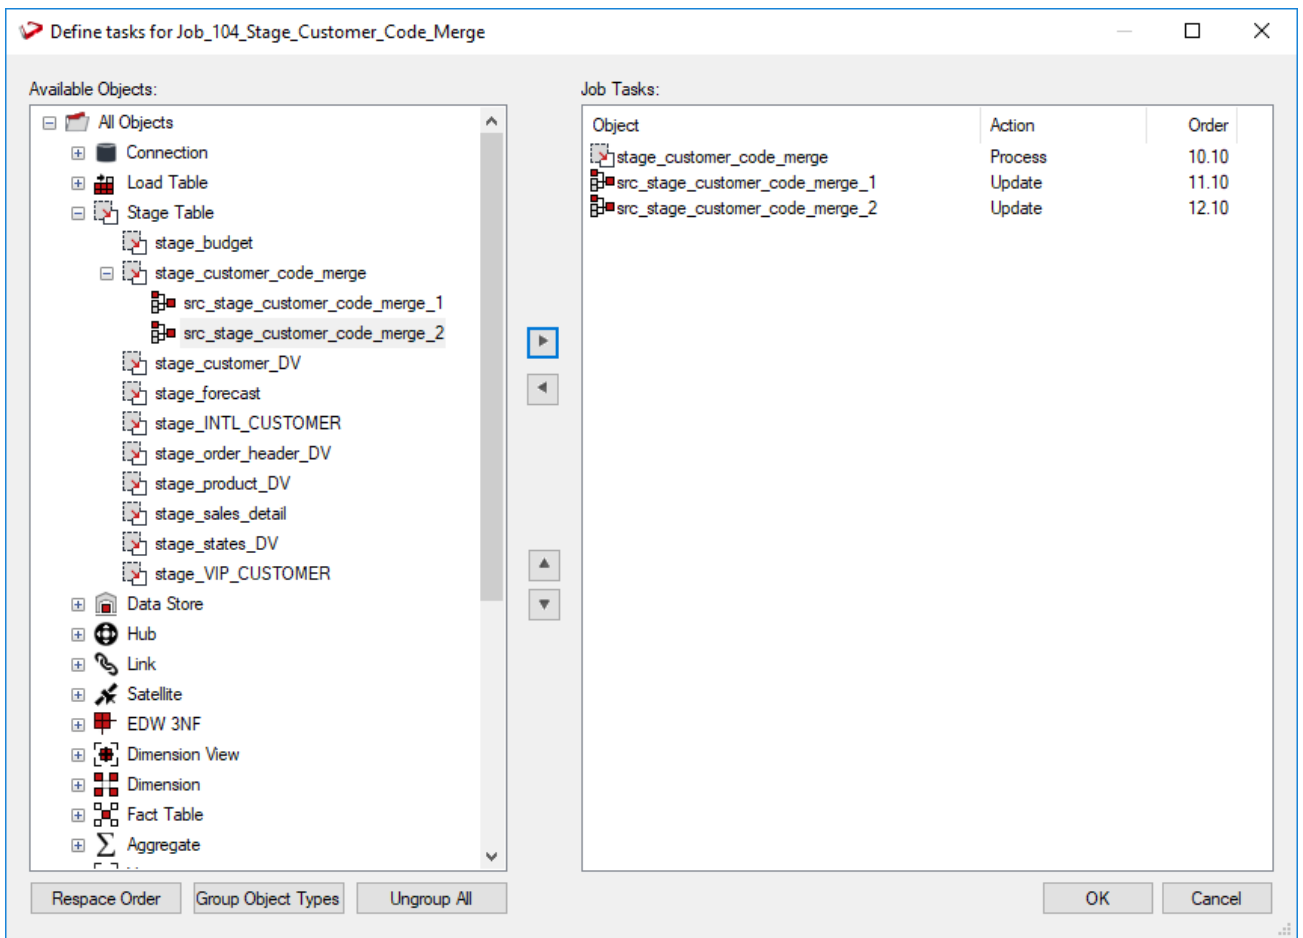 Define tasks for Job_104_Stage_Customer_Code_Merge
Available Objects:
All Objects
Connection
Load Table
Stage Table
stage_budget
stage_customer_code_merge
src_stage_customer_code_merge_1
src_stage_customer_code_merge_2
stage_customer_DV
stage_forecast
stage_INTL_CUSTOMER
stage_order_header_DV
stage_product_DV
stage_sales_detail
stage_states_DV
stage_VIP_CUSTOMER
Data Store
Hub
Link
Satellite
EDW 3NF
Dimension View
Dimension
Fact Table
Aggregate
Job Tasks:
Object Action Order
stage_customer_code_merge Process 10.10
src_stage_customer_code_merge_1 Update 11.10
src_stage_customer_code_merge_2 Update 12.10
Respace Order Group Object Types Ungroup All OK Cancel